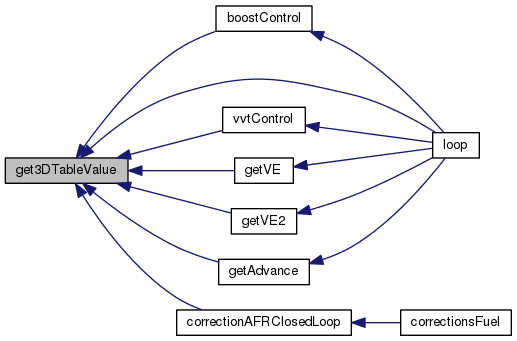 boostControl
vvtControl
loop
get3DTableValue
getVE
getVE2
getAdvance
correctionAFRClosedLoop
correctionsFuel